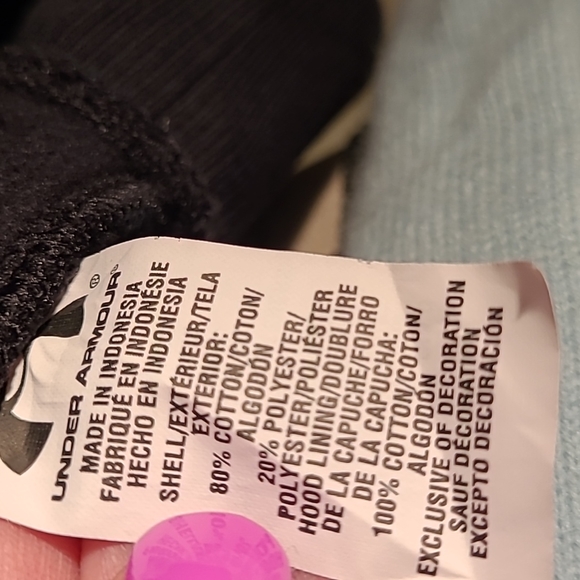 UNDER ARMOUR®
MADE IN INDONESIA
FABRIQUÉ EN INDONÉSIE
HECHO EN INDONESIA
SHELL/EXTÉRIEUR/TELA
EXTERIOR:
80% COTTON/COTON/
ALGODÓN
20% POLYESTER/
POLYESTER/POLIÉSTER
HOOD LINING/DOUBLURE
DE LA CAPUCHE/FORRO
DE LA CAPUCHA:
100% COTTON/COTON/
ALGODÓN
EXCLUSIVE OF DECORATION
SAUF DÉCORATION
EXCEPTO DECORACIÓN